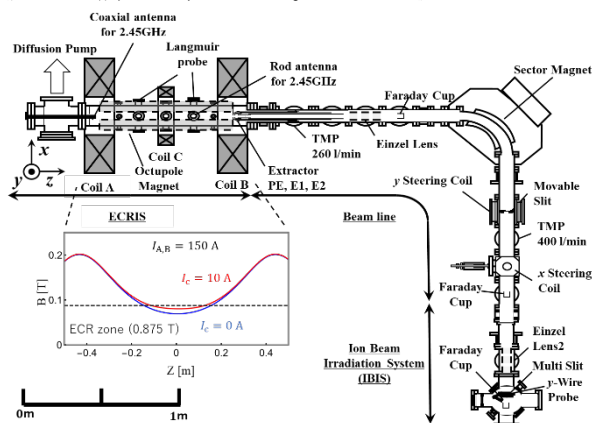 Coaxial antenna
for 2.45GHz
Diffusion Pump
Langmuir
probe
Rod antenna
for 2.45GHz
Sector Magnet
Faraday Cup
TMP
260 l/min
Einzel Lens
x
y
z
Coil C
Octupole
Magnet
Coil A
Coil B
Extractor
PE, E1, E2
ECRIS
Beam line
y Steering Coil
Movable
Slit
TMP
400 l/min
x Steering
Coil
Faraday
Cup
Ion Beam
Irradiation System
(IBIS)
Einzel
Lens2
Faraday
Cup
Multi Slit
y-Wire
Probe
I_A,B = 150 A
I_c = 10 A
I_c = 0 A
ECR zone (0.875 T)
B [T]
0.2
0.1
0
-0.4
-0.2
0.0
0.2
0.4
Z [m]
0m
1m